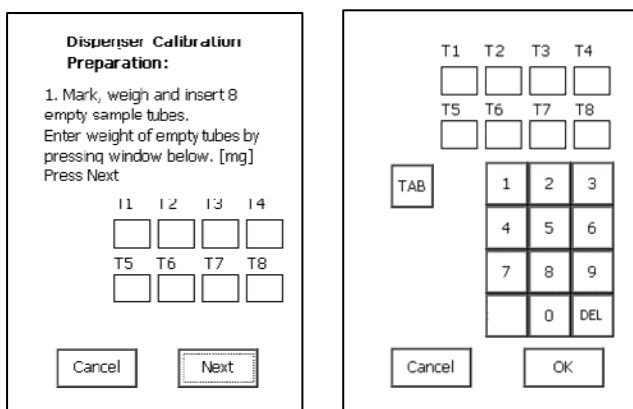 Dispenser Calibration
Preparation:
1. Mark, weigh and insert 8
empty sample tubes.
Enter weight of empty tubes by
pressing window below. [mg]
Press Next
T1 T2 T3 T4
T5 T6 T7 T8
Cancel Next
T1 T2 T3 T4
T5 T6 T7 T8
TAB 1 2 3
4 5 6
7 8 9
0 DEL
Cancel OK